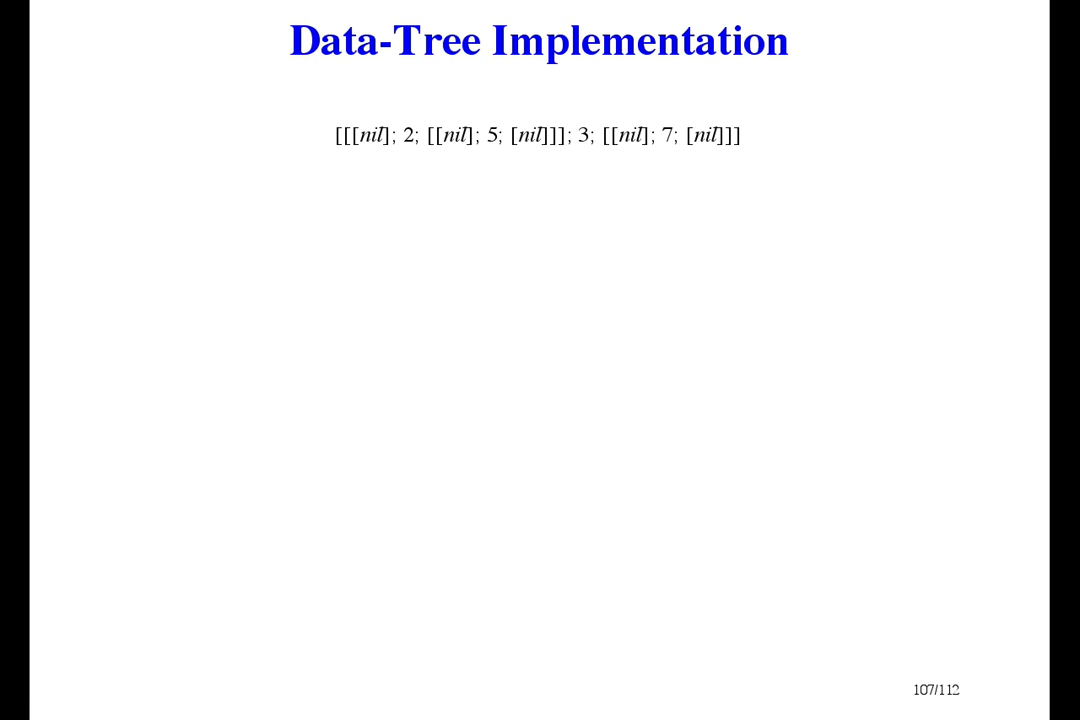 Data-Tree Implementation
[[[nil]; 2; [[nil]; 5; [nil]]]; 3; [[nil]; 7; [nil]]]
107/112